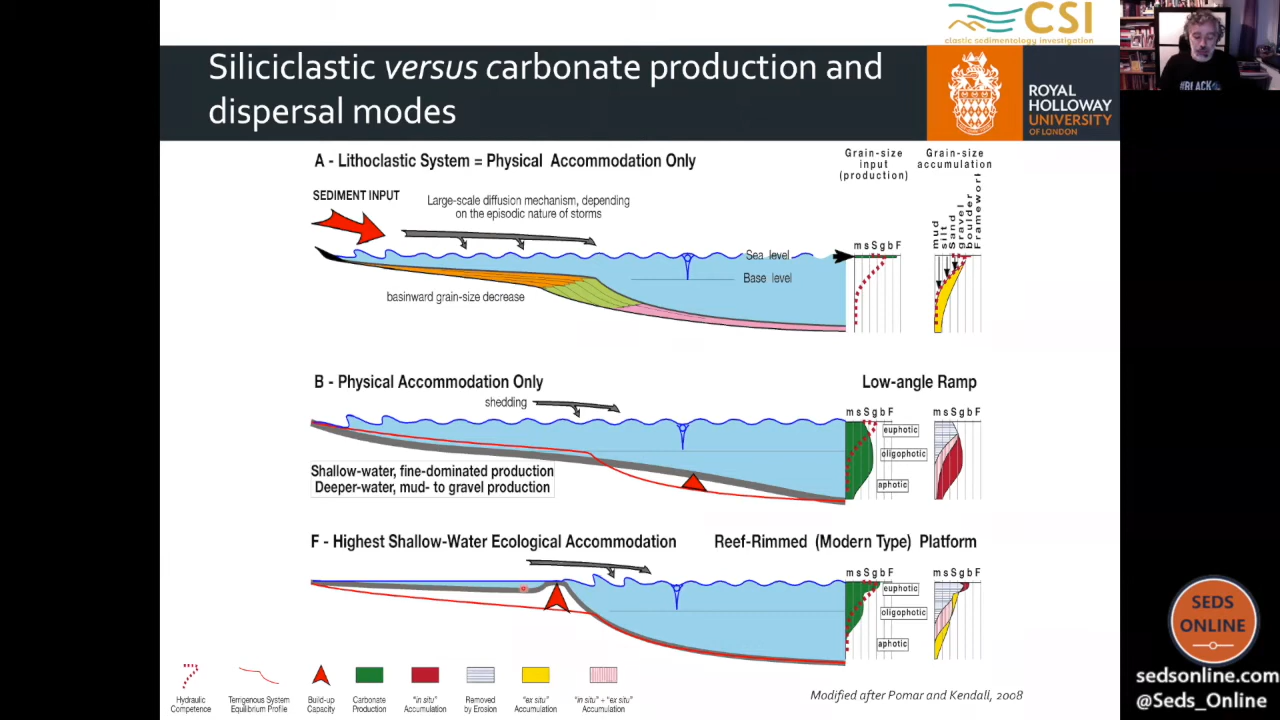 CSI
clastic sedimentology investigation
Siliciclastic versus carbonate production and
dispersal modes
ROYAL
HOLLOWAY
UNIVERSITY
OF LONDON
#BLACK
A - Lithoclastic System = Physical Accommodation Only
Grain-size
input
(production)
Grain-size
accumulation
SEDIMENT INPUT
Large-scale diffusion mechanism, depending
on the episodic nature of storms
mud
silt
Sand
gravel
boulder
Framework
m s S g b F
Sea level
Base level
basinward grain-size decrease
B - Physical Accommodation Only
Low-angle Ramp
shedding
m s S g b F
m s S g b F
euphotic
oligophotic
aphotic
Shallow-water, fine-dominated production
Deeper-water, mud- to gravel production
F - Highest Shallow-Water Ecological Accommodation
Reef-Rimmed (Modern Type) Platform
m s S g b F
m s S g b F
euphotic
oligophotic
aphotic
Hydraulic
Competence
Terrigenous System
Equilibrium Profile
Build-up
Capacity
Carbonate
Production
"in situ"
Accumulation
Removed
by Erosion
"ex situ"
Accumulation
"in situ" + "ex situ"
Accumulation
Modified after Pomar and Kendall, 2008
SEDS
ONLINE
sedsonline.com
@Seds_Online